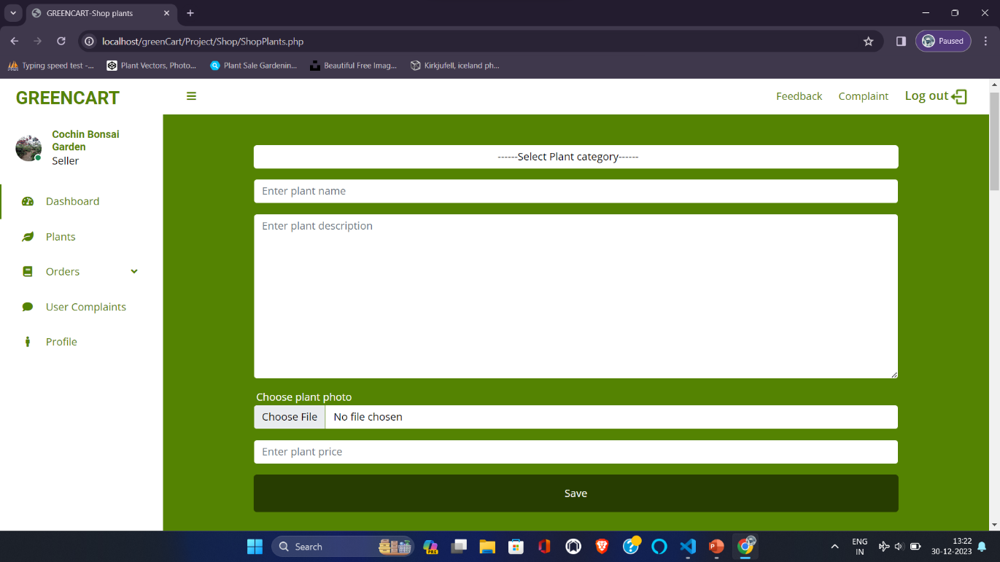 GREENCART-Shop plants
localhost/greenCart/Project/Shop/ShopPlants.php
Paused
Typing speed test -...
Plant Vectors, Photo...
Plant Sale Gardenin...
Beautiful Free Imag...
Kirkjufell, iceland ph...
GREENCART
Feedback
Complaint
Log out
Cochin Bonsai
Garden
Seller
Dashboard
Plants
Orders
User Complaints
Profile
------Select Plant category------
Enter plant name
Enter plant description
Choose plant photo
Choose File
No file chosen
Enter plant price
Save
Search
PRE
ENG
IN
13:22
30-12-2023